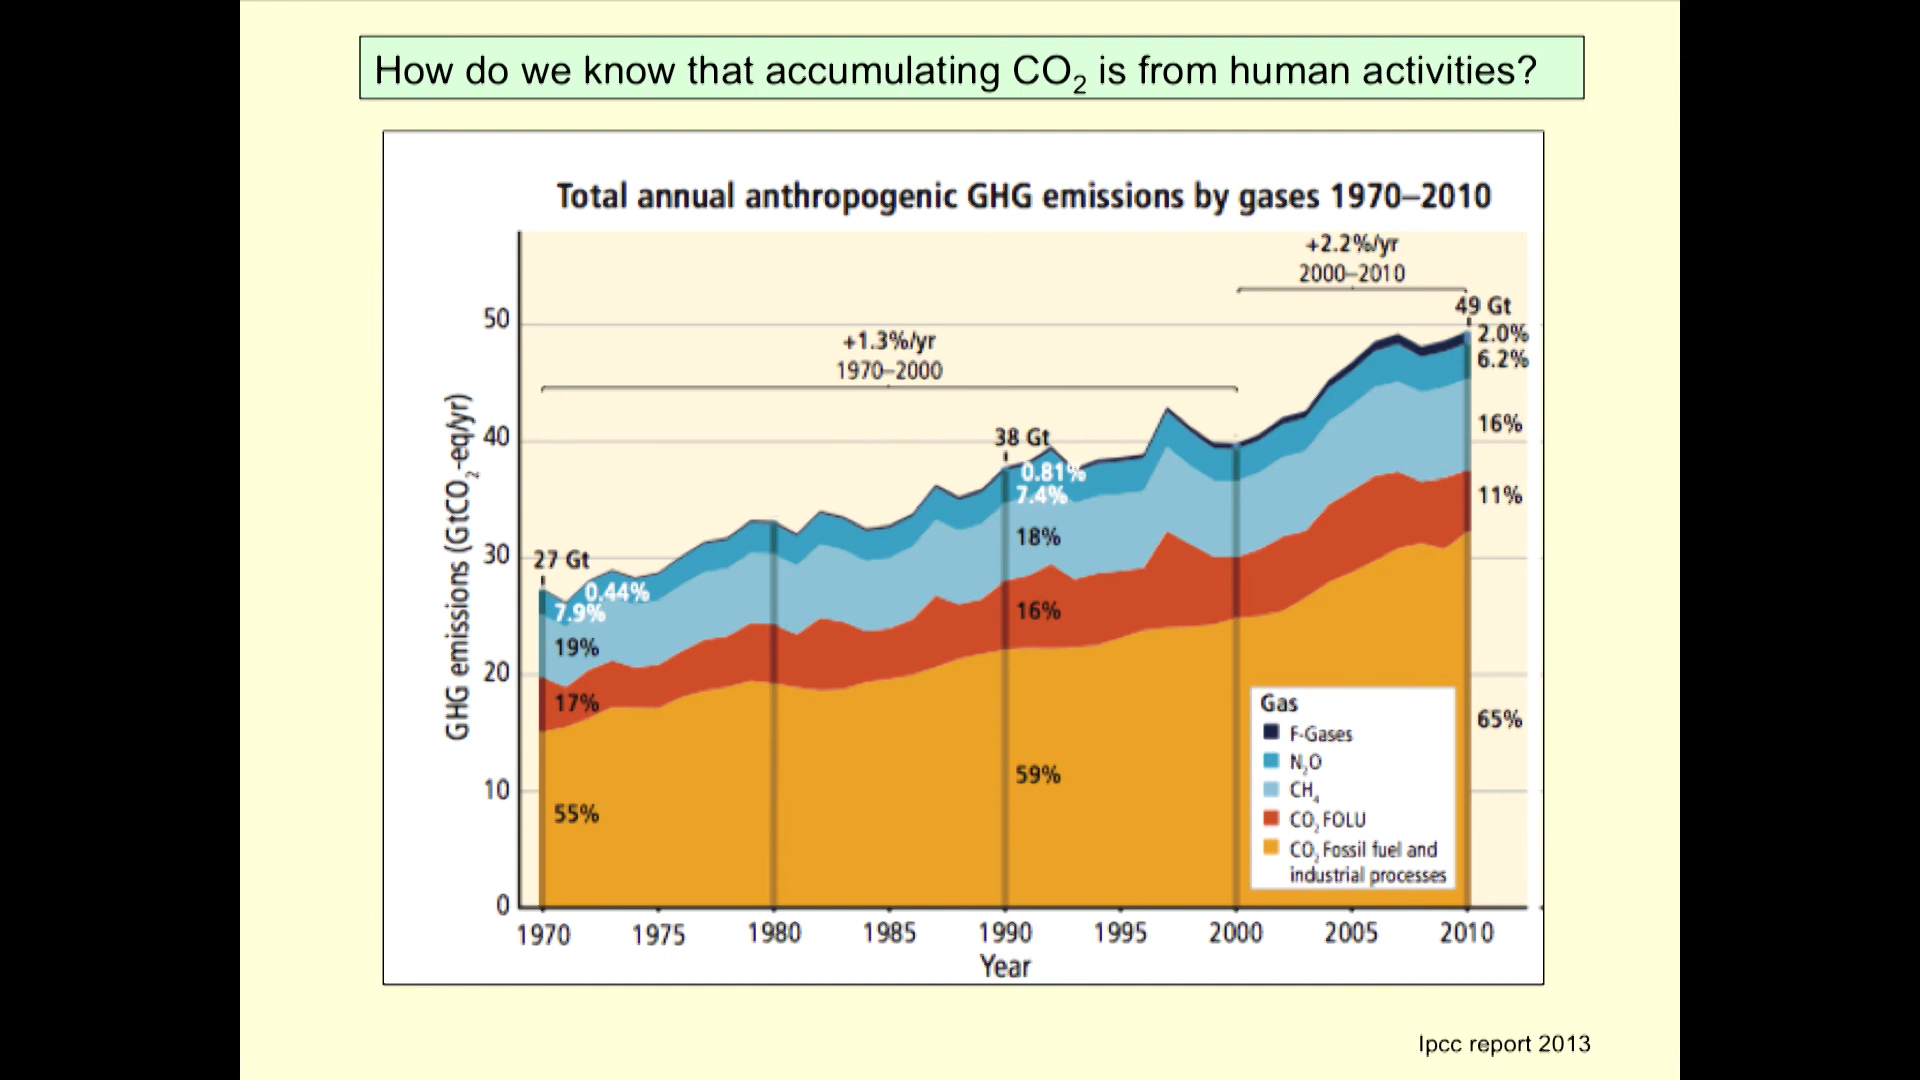 How do we know that accumulating CO₂ is from human activities?
Total annual anthropogenic GHG emissions by gases 1970–2010
+2.2%/yr
2000–2010
49 Gt
2.0%
6.2%
16%
11%
65%
+1.3%/yr
1970–2000
38 Gt
0.81%
7.4%
18%
16%
59%
27 Gt
0.44%
7.9%
19%
17%
55%
GHG emissions (GtCO₂-eq/yr)
50
40
30
20
10
0
Gas
F-Gases
N₂O
CH₄
CO₂ FOLU
CO₂ Fossil fuel and
industrial processes
1970 1975 1980 1985 1990 1995 2000 2005 2010
Year
Ipcc report 2013